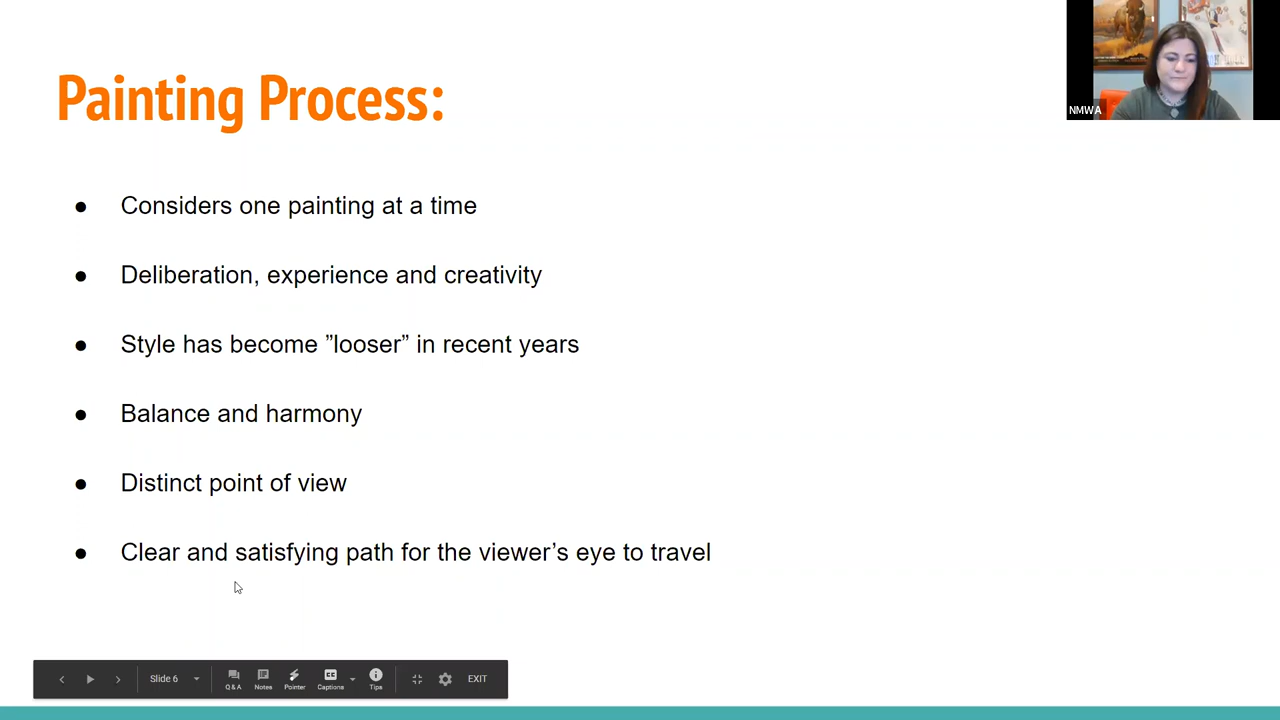 Painting Process:
NMWA
● Considers one painting at a time
● Deliberation, experience and creativity
● Style has become ”looser” in recent years
● Balance and harmony
● Distinct point of view
● Clear and satisfying path for the viewer’s eye to travel
Slide 6 Q&A Notes Pointer CC Captions Tips EXIT